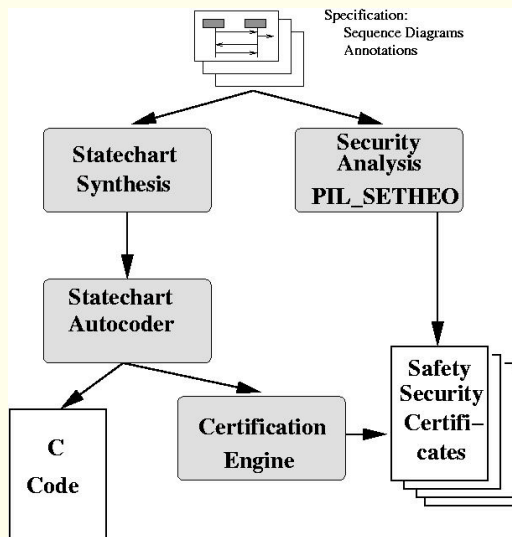 Specification:
Sequence Diagrams
Annotations
Statechart
Synthesis
Security
Analysis
PIL_SETHEO
Statechart
Autocoder
Safety
Security
Certifi-
cates
C
Code
Certification
Engine